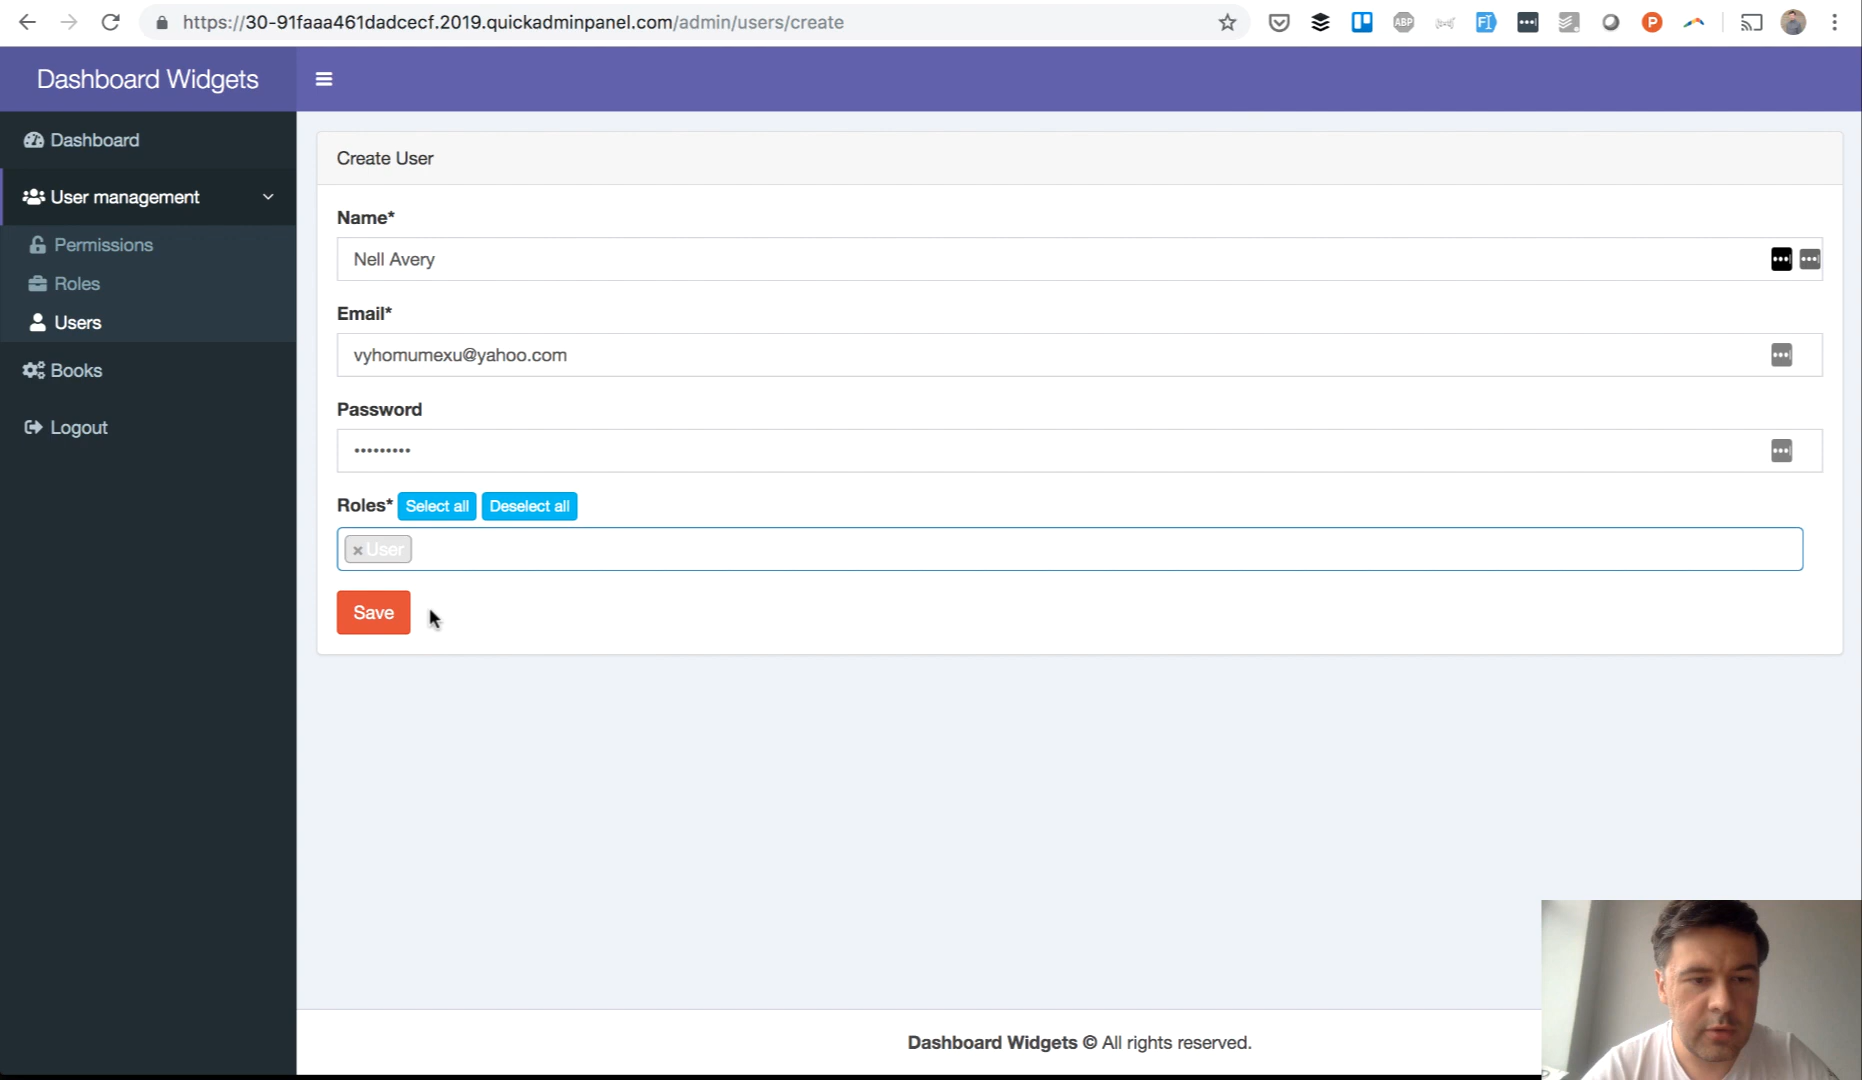 https://30-91faaa461dadcecf.2019.quickadminpanel.com/admin/users/create
ABP
F
P
Dashboard Widgets
Dashboard
User management
Permissions
Roles
Users
Books
Logout
Create User
Name*
Nell Avery
Email*
vyhomumexu@yahoo.com
Password
•••••••••
Roles* Select all Deselect all
× User
Save
Dashboard Widgets © All rights reserved.